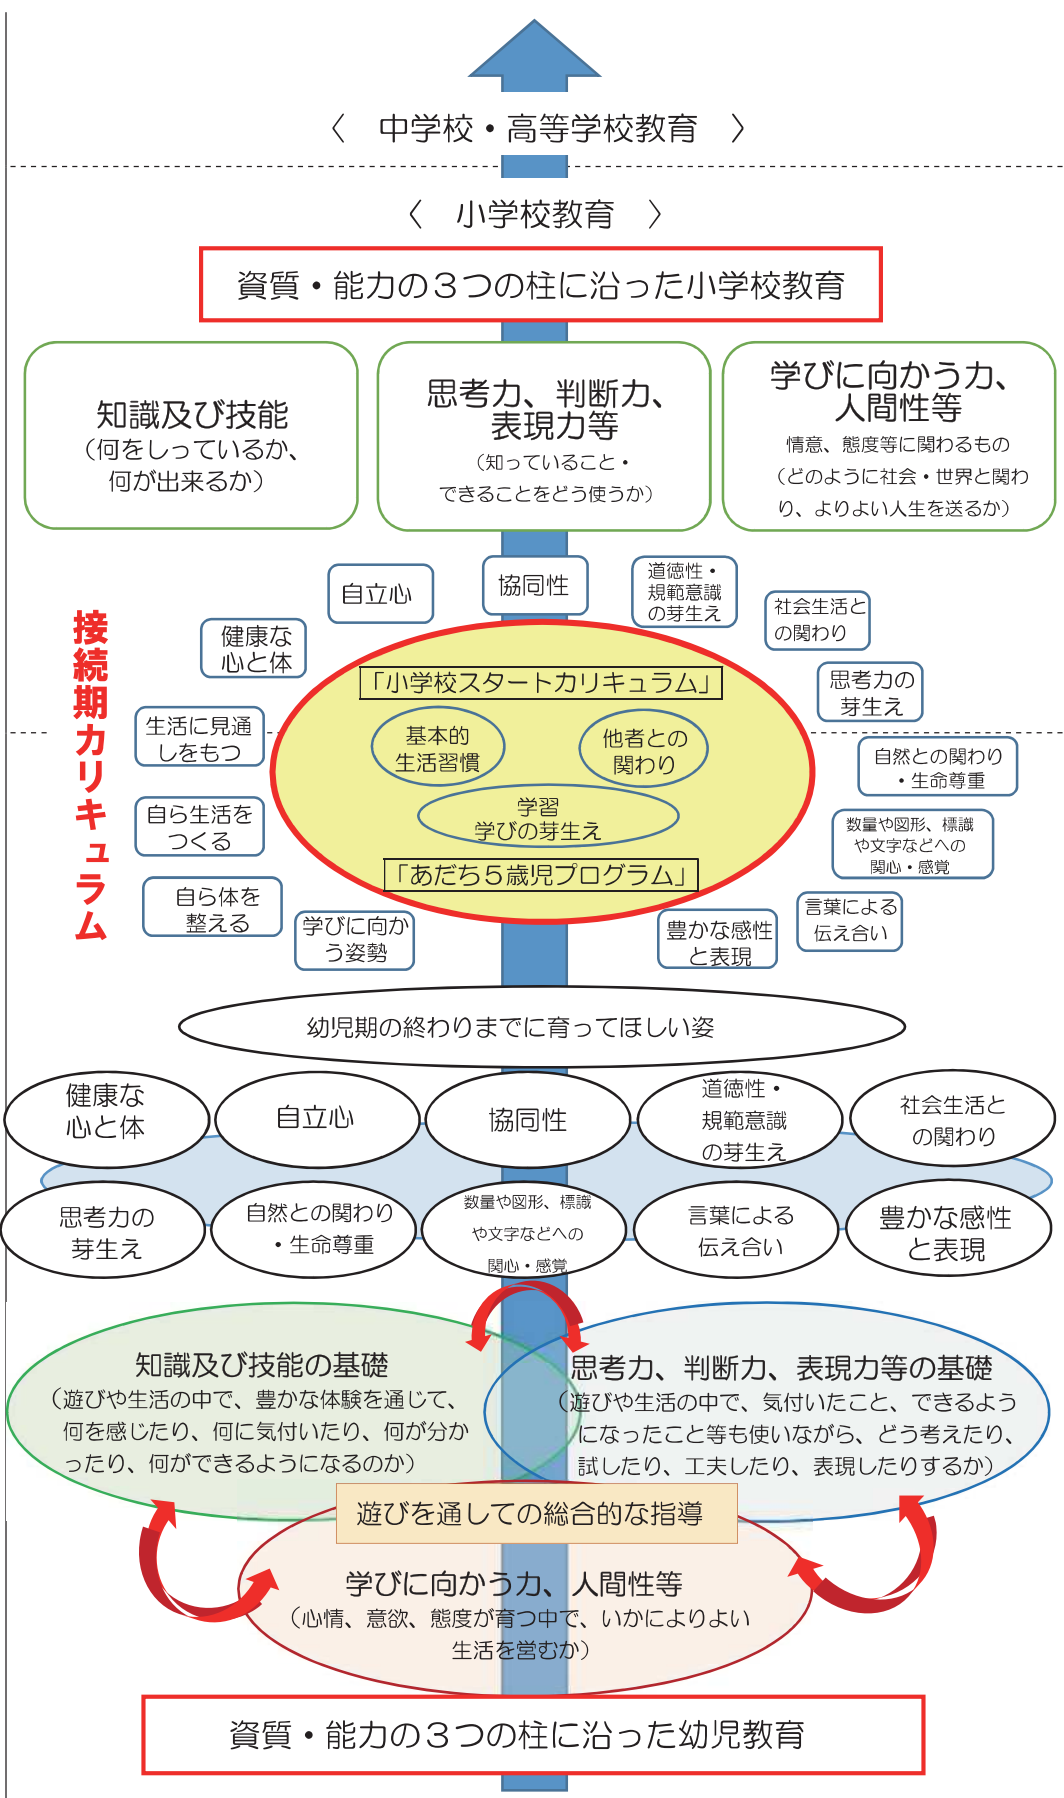 〈　中学校・高等学校教育　〉
〈　小学校教育　〉
資質・能力の３つの柱に沿った小学校教育
知識及び技能
（何をしっているか、
何が出来るか）
思考力、判断力、
表現力等
（知っていること・
できることをどう使うか）
学びに向かう力、
人間性等
情意、態度等に関わるもの
（どのように社会・世界と関わ
り、よりよい人生を送るか）
接続期カリキュラム
自立心
協同性
道徳性・
規範意識
の芽生え
社会生活と
の関わり
健康な
心と体
思考力の
芽生え
生活に見通
しをもつ
自然との関わり
・生命尊重
自ら生活を
つくる
数量や図形、標識
や文字などへの
関心・感覚
自ら体を
整える
言葉による
伝え合い
学びに向か
う姿勢
豊かな感性
と表現
「小学校スタートカリキュラム」
基本的
生活習慣
他者との
関わり
学習
学びの芽生え
「あだち５歳児プログラム」
幼児期の終わりまでに育ってほしい姿
健康な
心と体
自立心
協同性
道徳性・
規範意識
の芽生え
社会生活と
の関わり
思考力の
芽生え
自然との関わり
・生命尊重
数量や図形、標識
や文字などへの
関心・感覚
言葉による
伝え合い
豊かな感性
と表現
知識及び技能の基礎
（遊びや生活の中で、豊かな体験を通じて、
何を感じたり、何に気付いたり、何が分か
ったり、何ができるようになるのか）
思考力、判断力、表現力等の基礎
（遊びや生活の中で、気付いたこと、できるよう
になったこと等も使いながら、どう考えたり、
試したり、工夫したり、表現したりするか）
遊びを通しての総合的な指導
学びに向かう力、人間性等
（心情、意欲、態度が育つ中で、いかによりよい
生活を営むか）
資質・能力の３つの柱に沿った幼児教育